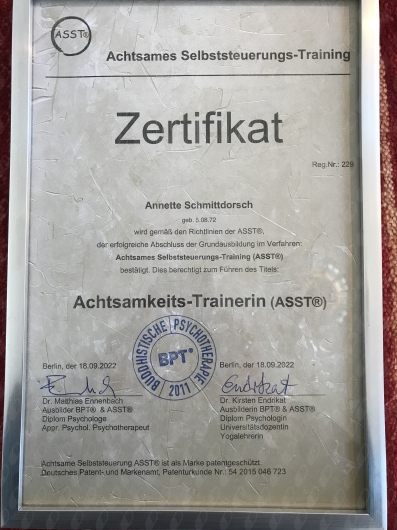 ASST®
Achtsames Selbststeuerungs-Training
Zertifikat
Reg.Nr.: 229
Annette Schmittdorsch
geb. 5.08.72
wird gemäß den Richtlinien der ASST®,
der erfolgreiche Abschluss der Grundausbildung im Verfahren:
Achtsames Selbststeuerungs-Training (ASST®)
bestätigt. Dies berechtigt zum Führen des Titels:
Achtsamkeits-Trainerin (ASST®)
BUDDHISTISCHE PSYCHOTHERAPIE
BPT®
2011
Berlin, der 18.09.2022
Dr. Matthias Ennenbach
Ausbilder BPT® & ASST®
Diplom Psychologe
Appr. Psychol. Psychotherapeut
Berlin, der 18.09.2022
Endrikat
Dr. Kirsten Endrikat
Ausbilderin BPT® & ASST®
Diplom Psychologin
Universitätsdozentin
Yogalehrerin
Achtsame Selbststeuerung ASST® ist als Marke patentgeschützt.
Deutsches Patent- und Markenamt, Patenturkunde Nr.: 54 2015 046 723